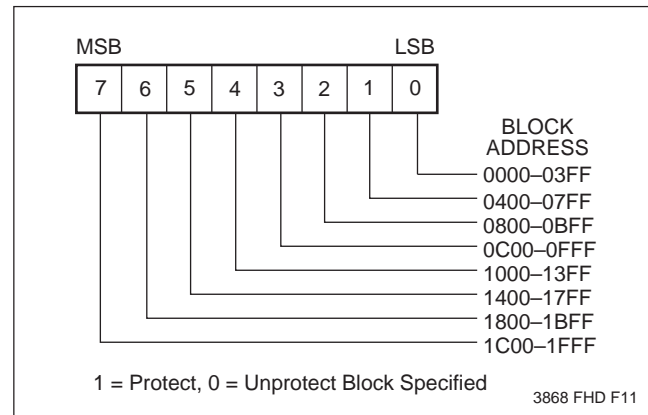 MSB LSB
7 6 5 4 3 2 1 0
BLOCK
ADDRESS
0000–03FF
0400–07FF
0800–0BFF
0C00–0FFF
1000–13FF
1400–17FF
1800–1BFF
1C00–1FFF
1 = Protect, 0 = Unprotect Block Specified
3868 FHD F11